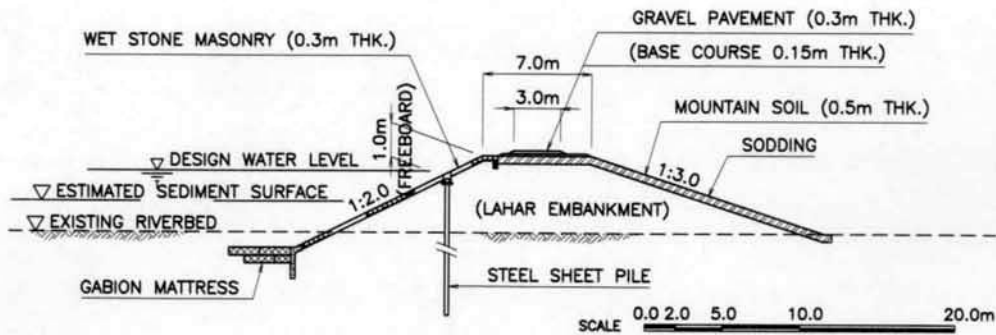 GRAVEL PAVEMENT (0.3m THK.)
WET STONE MASONRY (0.3m THK.)
(BASE COURSE 0.15m THK.)
7.0m
3.0m
1.0m
(FREEBOARD)
MOUNTAIN SOIL (0.5m THK.)
DESIGN WATER LEVEL
SODDING
ESTIMATED SEDIMENT SURFACE
1:2.0
1:3.0
(LAHAR EMBANKMENT)
EXISTING RIVERBED
GABION MATTRESS
STEEL SHEET PILE
SCALE 0.0 2.0 5.0 10.0 20.0m